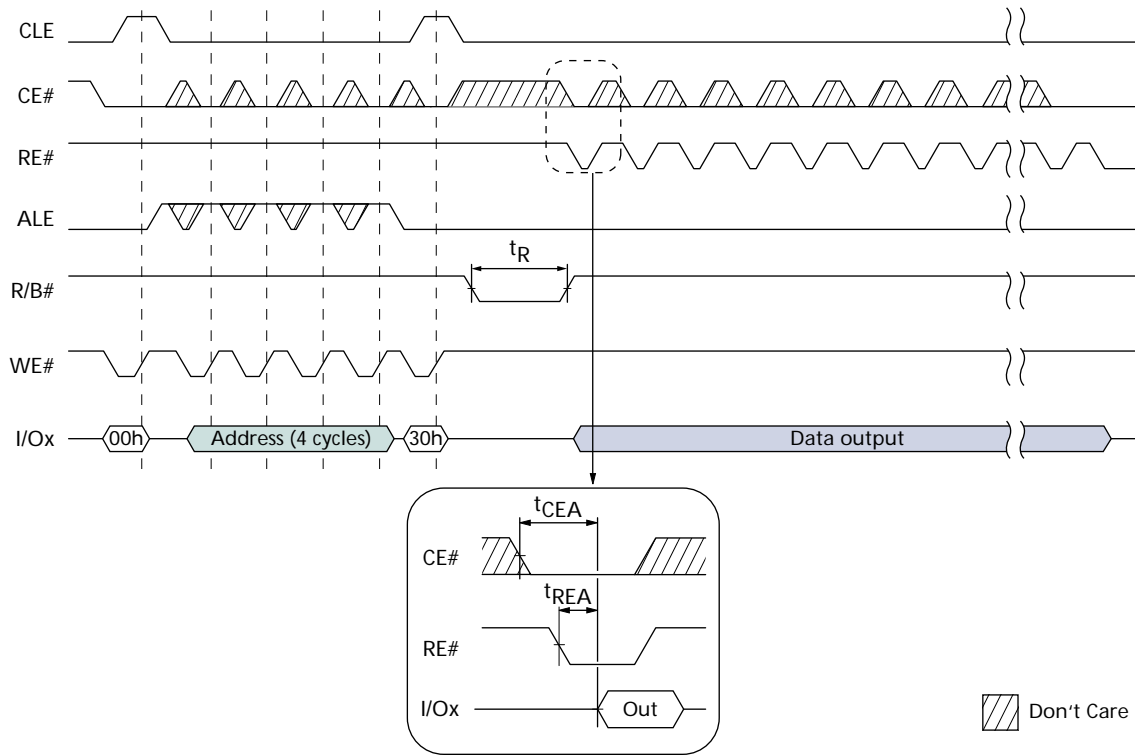 CLE
CE#
RE#
ALE
tR
R/B#
WE#
I/Ox 00h Address (4 cycles) 30h Data output
tCEA
CE#
tREA
RE#
I/Ox Out
Don't Care